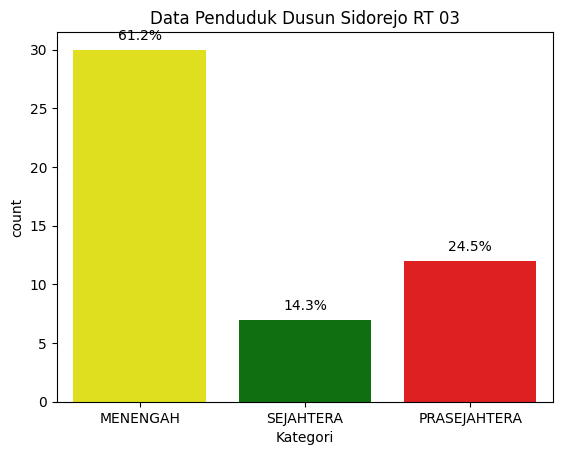 Data Penduduk Dusun Sidorejo RT 03
61.2%
30
25
24.5%
20
count
15
14.3%
10
5
0
MENENGAH SEJAHTERA PRASEJAHTERA
Kategori